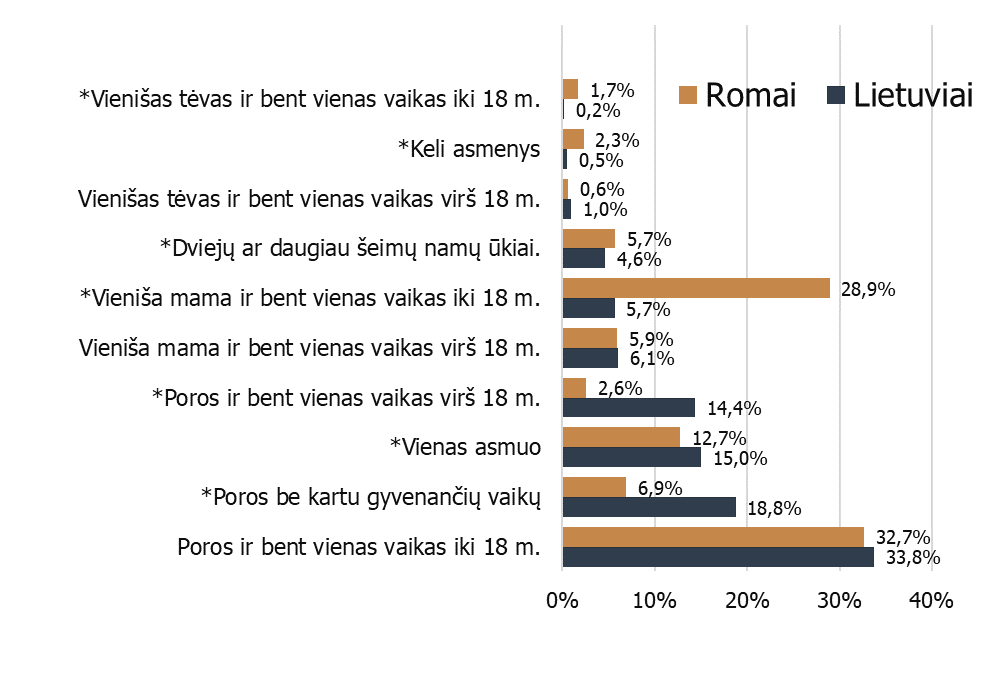 Romai Lietuviai
*Vienišas tėvas ir bent vienas vaikas iki 18 m. 1,7%
0,2%
*Keli asmenys 2,3%
0,5%
Vienišas tėvas ir bent vienas vaikas virš 18 m. 0,6%
1,0%
*Dviejų ar daugiau šeimų namų ūkiai. 5,7%
4,6%
*Vieniša mama ir bent vienas vaikas iki 18 m. 28,9%
5,7%
Vieniša mama ir bent vienas vaikas virš 18 m. 5,9%
6,1%
*Poros ir bent vienas vaikas virš 18 m. 2,6%
14,4%
*Vienas asmuo 12,7%
15,0%
*Poros be kartu gyvenančių vaikų 6,9%
18,8%
Poros ir bent vienas vaikas iki 18 m. 32,7%
33,8%
0% 10% 20% 30% 40%